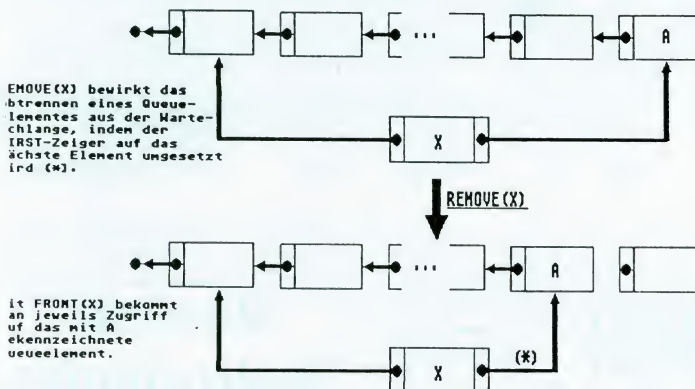 ...
A
EMOVE(X) bewirkt das
btrennen eines Queue-
lementes aus der Warte-
chlange, indem der
IRST-Zeiger auf das
ächste Element umgesetzt
ird (*).
X
REMOVE(X)
...
A
it FRONT(X) bekommt
an jeweils Zugriff
uf das mit A
ekennzeichnete
ueueelement.
X
(*)